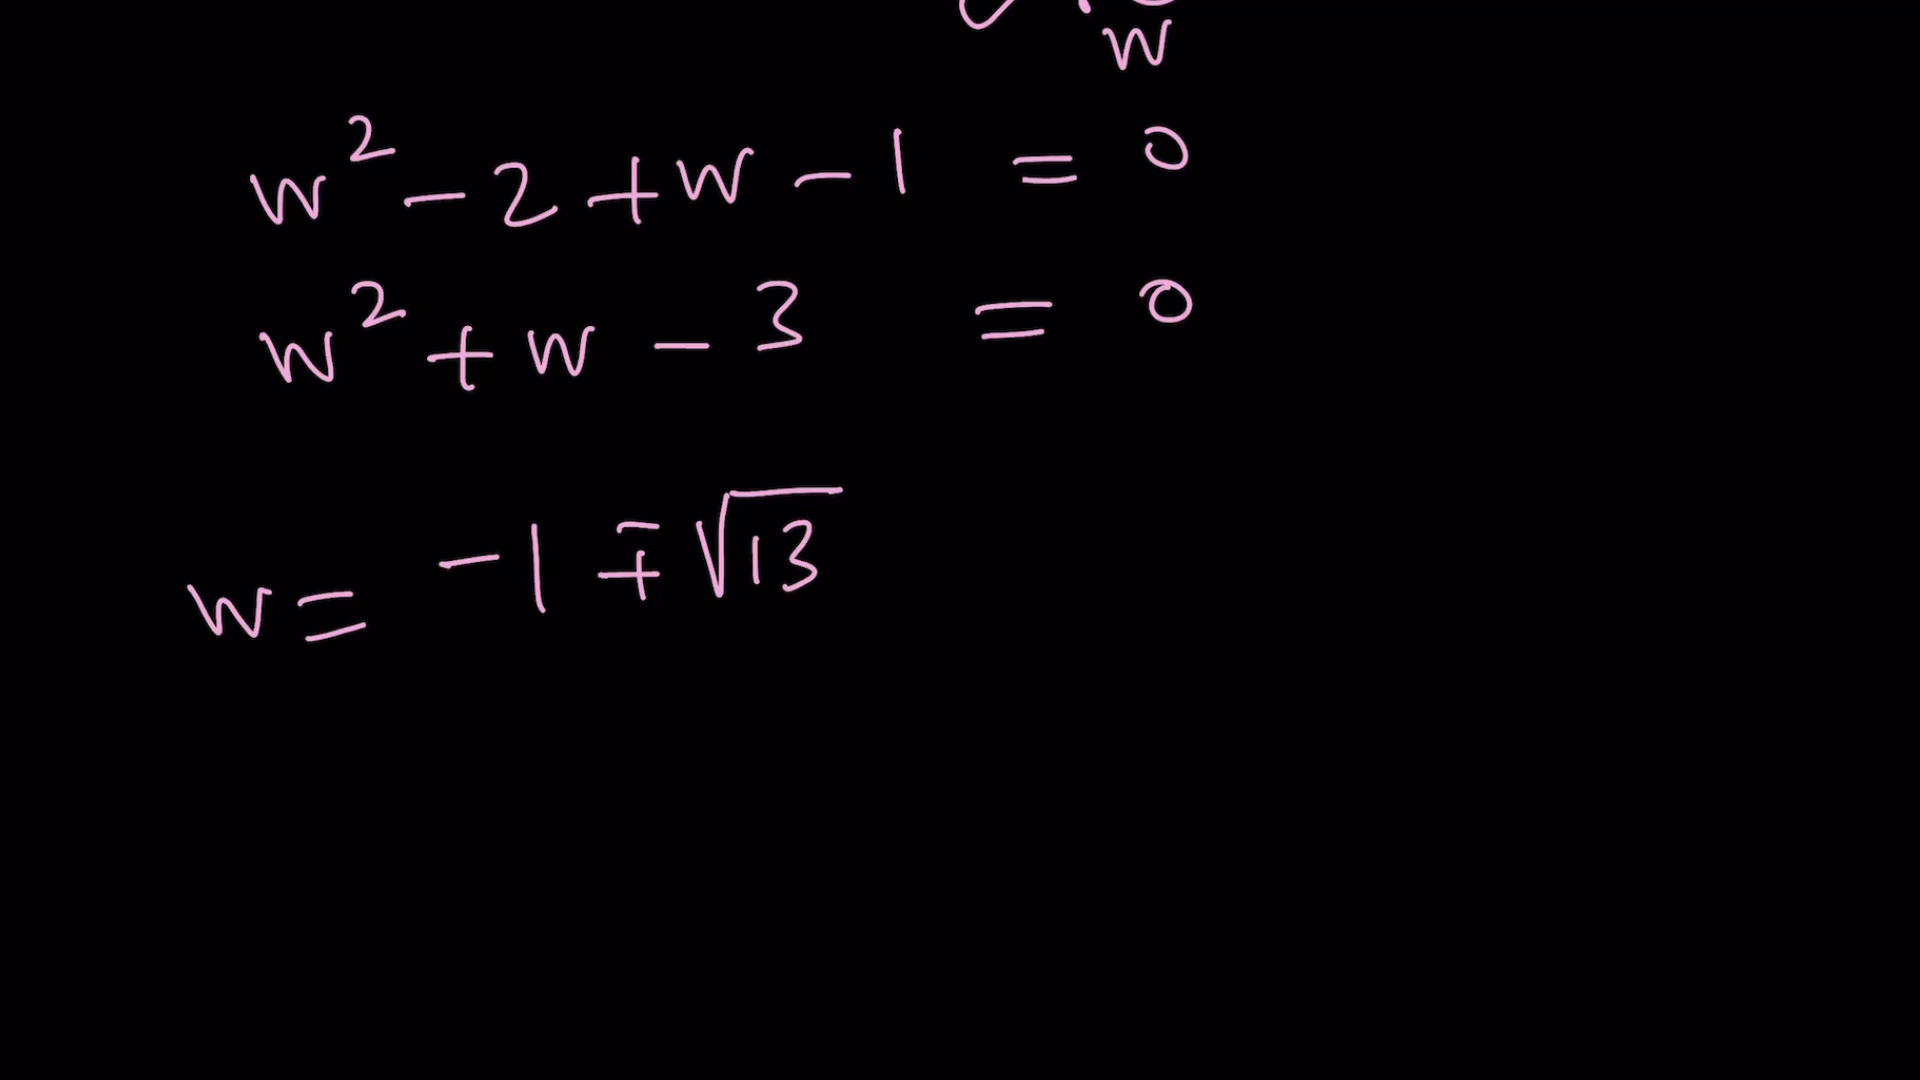 w
w² - 2 + w - 1 = 0
w² + w - 3 = 0
w = -1 ∓ √13